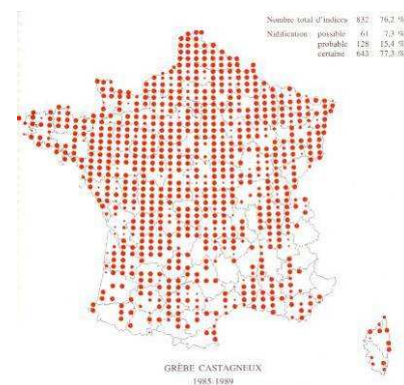 Nombre total d'indices 832 76,2 %
Nidification possible 61 7,3 %
probable 128 15,4 %
certaine 643 77,3 %
GRÈBE CASTAGNEUX
1985-1989